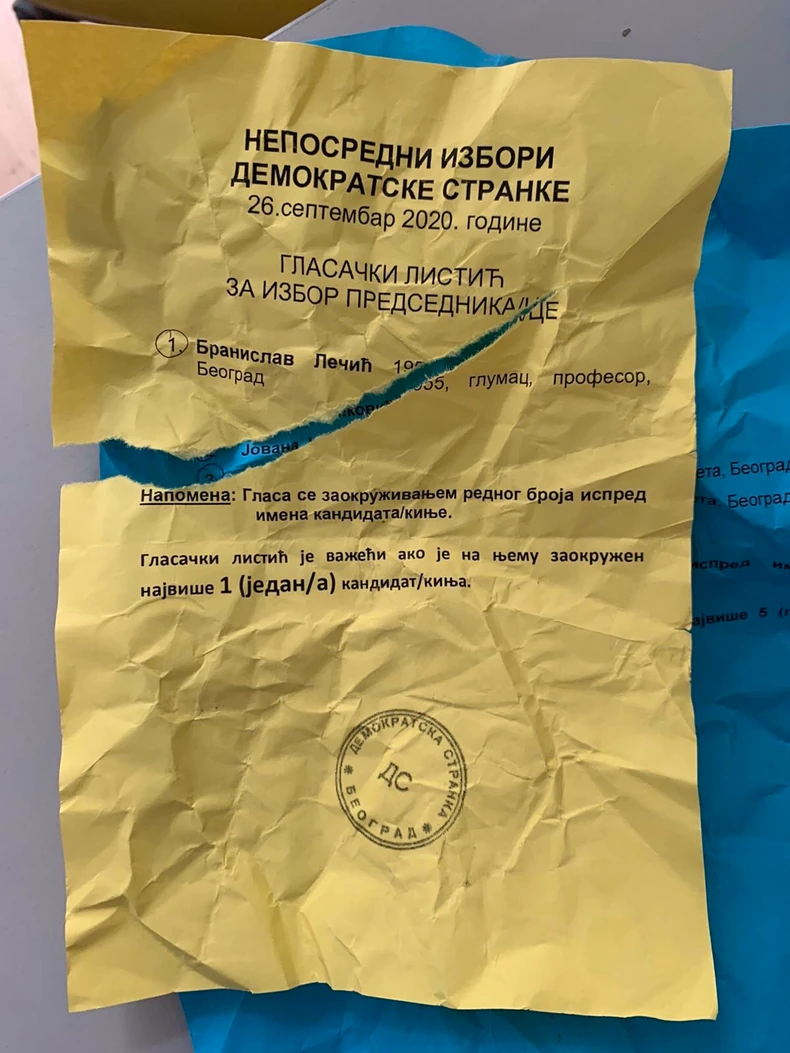 НЕПОСРЕДНИ ИЗБОРИ
ДЕМОКРАТСКЕ СТРАНКЕ
26.септембар 2020. године
ГЛАСАЧКИ ЛИСТИЋ
ЗА ИЗБОР ПРЕДСЕДНИКА/ЦЕ
1. Бранислав Лечић 1955, глумац, професор,
Београд
Јована
Напомена: Гласа се заокруживањем редног броја испред
имена кандидата/киње.
Гласачки листић је важећи ако је на њему заокружен
највише 1 (један/а) кандидат/киња.
ДЕМОКРАТСКА СТРАНКА
ДС
БЕОГРАД
Београд
Београд
испред
највише 5